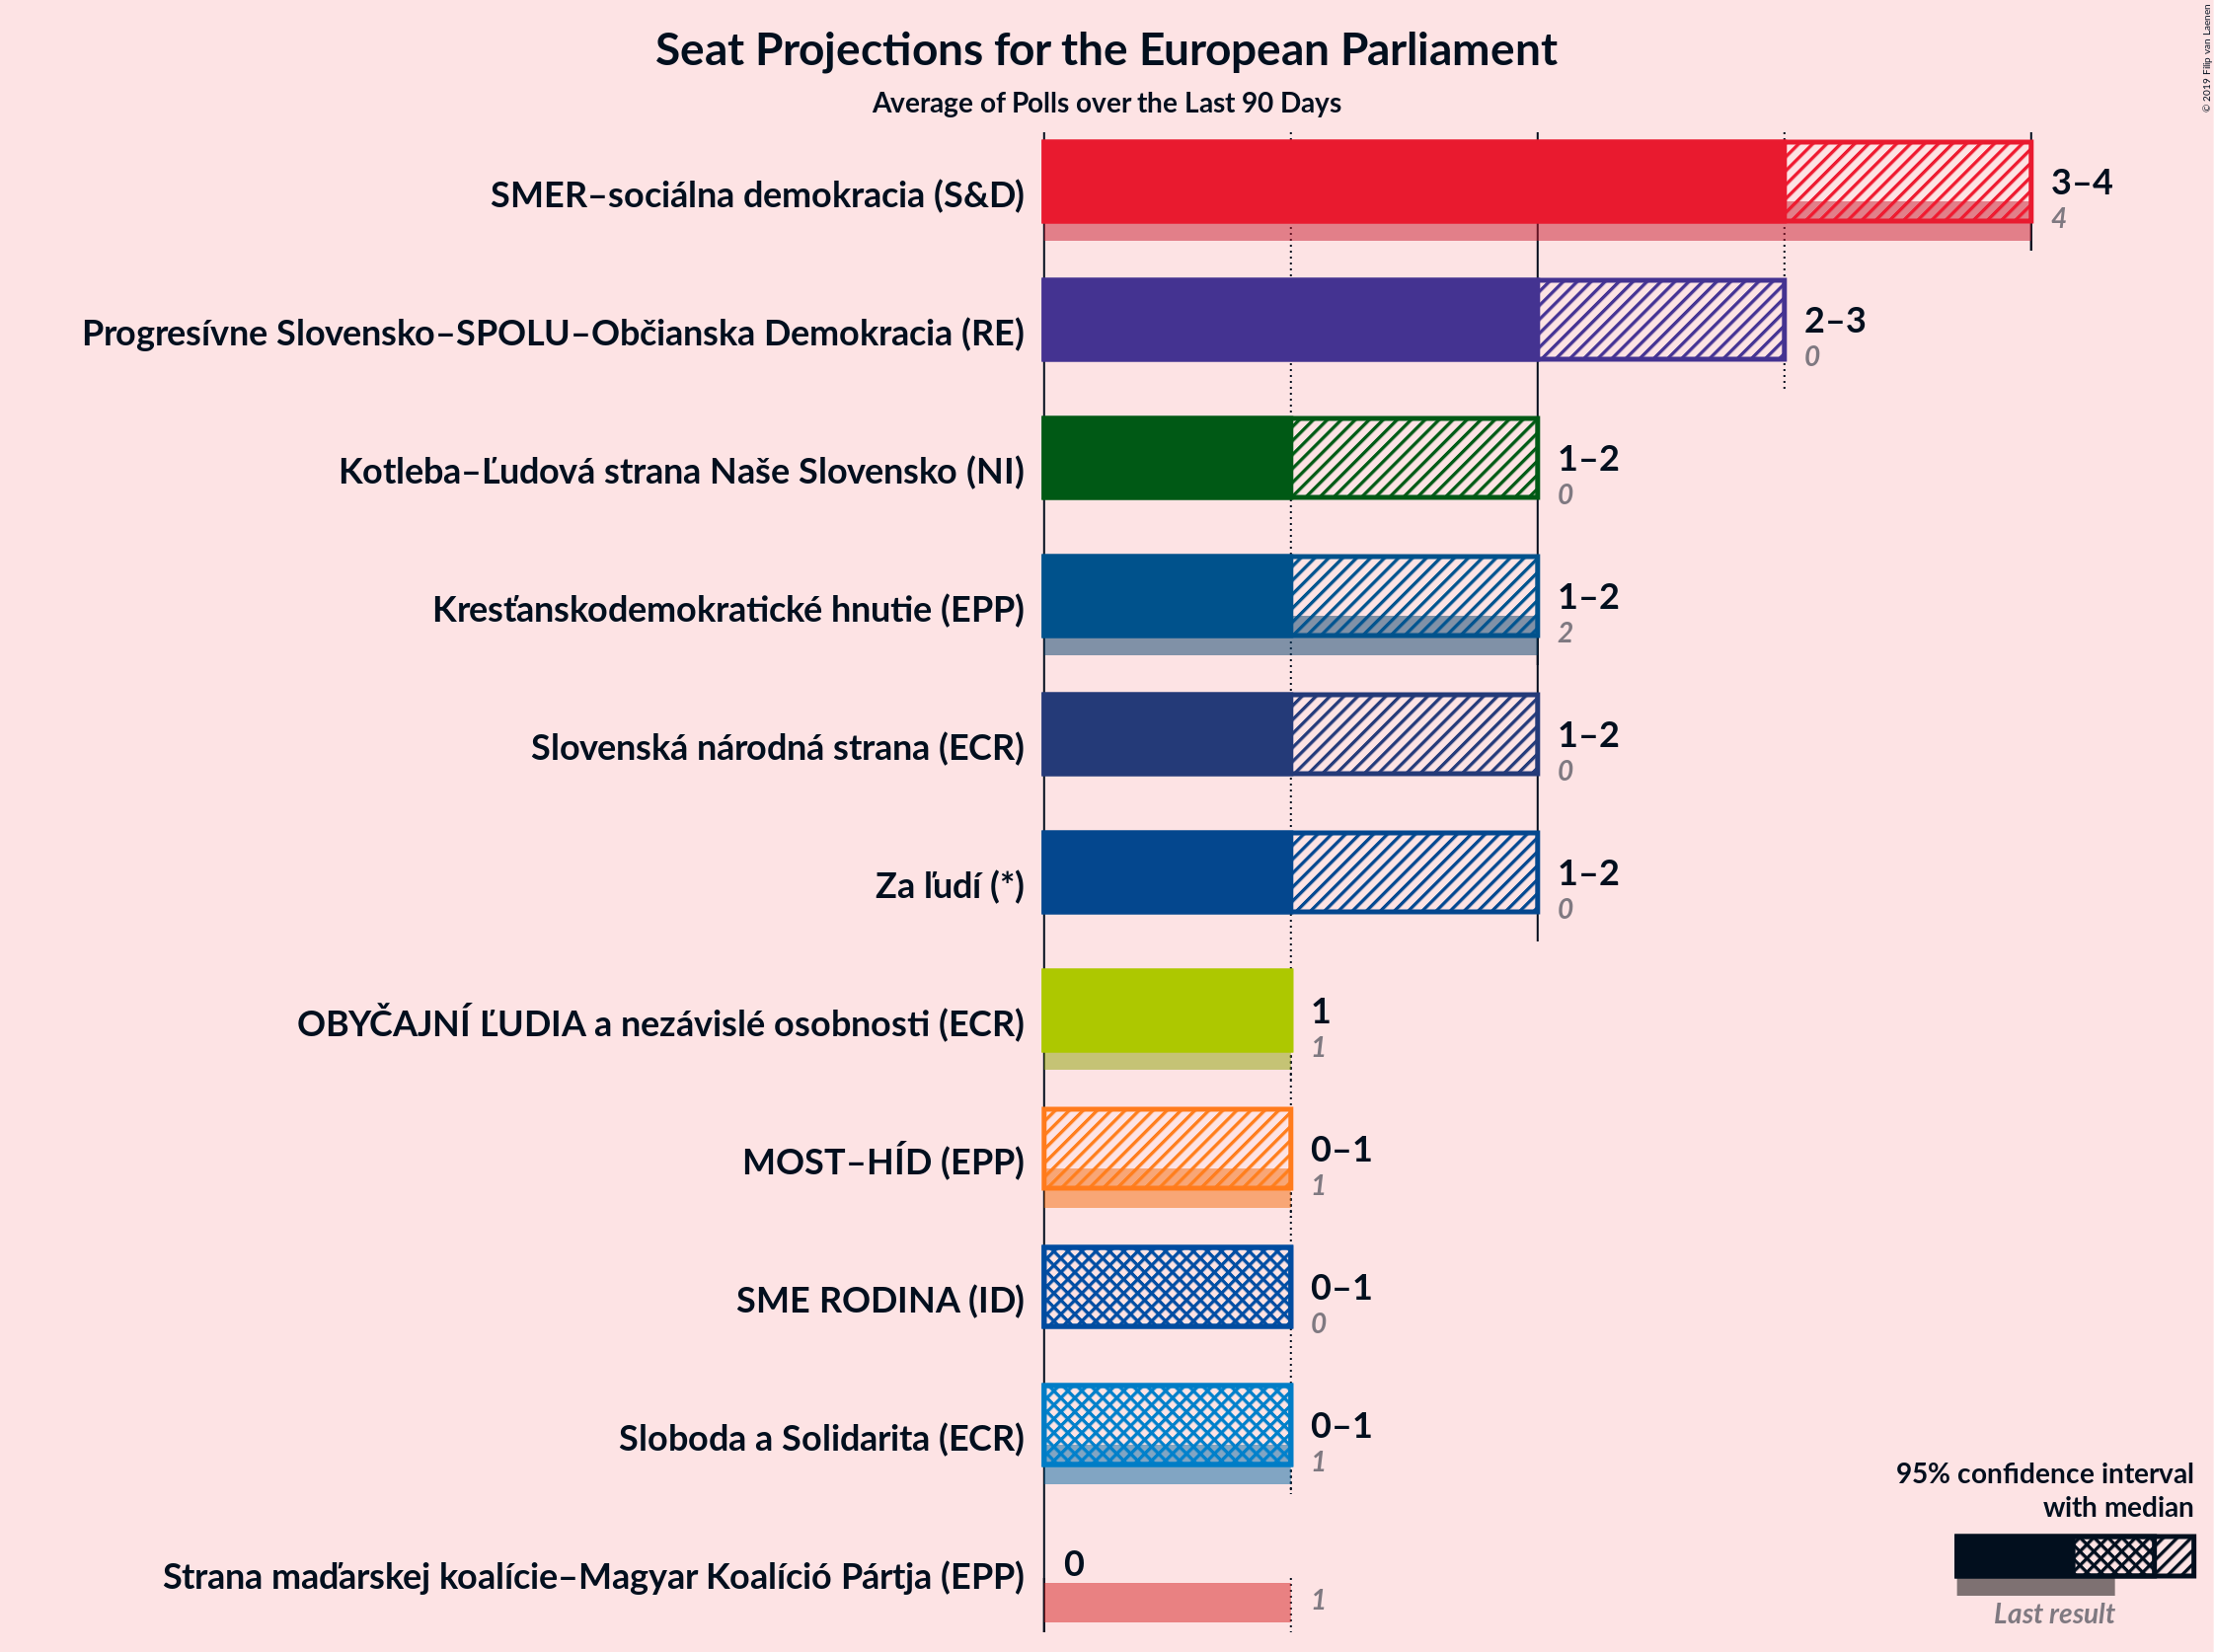 Seat Projections for the European Parliament
Average of Polls over the Last 90 Days
© 2019 Filip van Laenen
SMER–sociálna demokracia (S&D)
3–4
4
Progresívne Slovensko–SPOLU–Občianska Demokracia (RE)
2–3
0
Kotleba–Ľudová strana Naše Slovensko (NI)
1–2
0
Kresťanskodemokratické hnutie (EPP)
1–2
2
Slovenská národná strana (ECR)
1–2
0
Za ľudí (*)
1–2
0
OBYČAJNÍ ĽUDIA a nezávislé osobnosti (ECR)
1
1
MOST–HÍD (EPP)
0–1
1
SME RODINA (ID)
0–1
0
Sloboda a Solidarita (ECR)
0–1
1
Strana maďarskej koalície–Magyar Koalíció Pártja (EPP)
0
1
95% confidence interval
with median
Last result